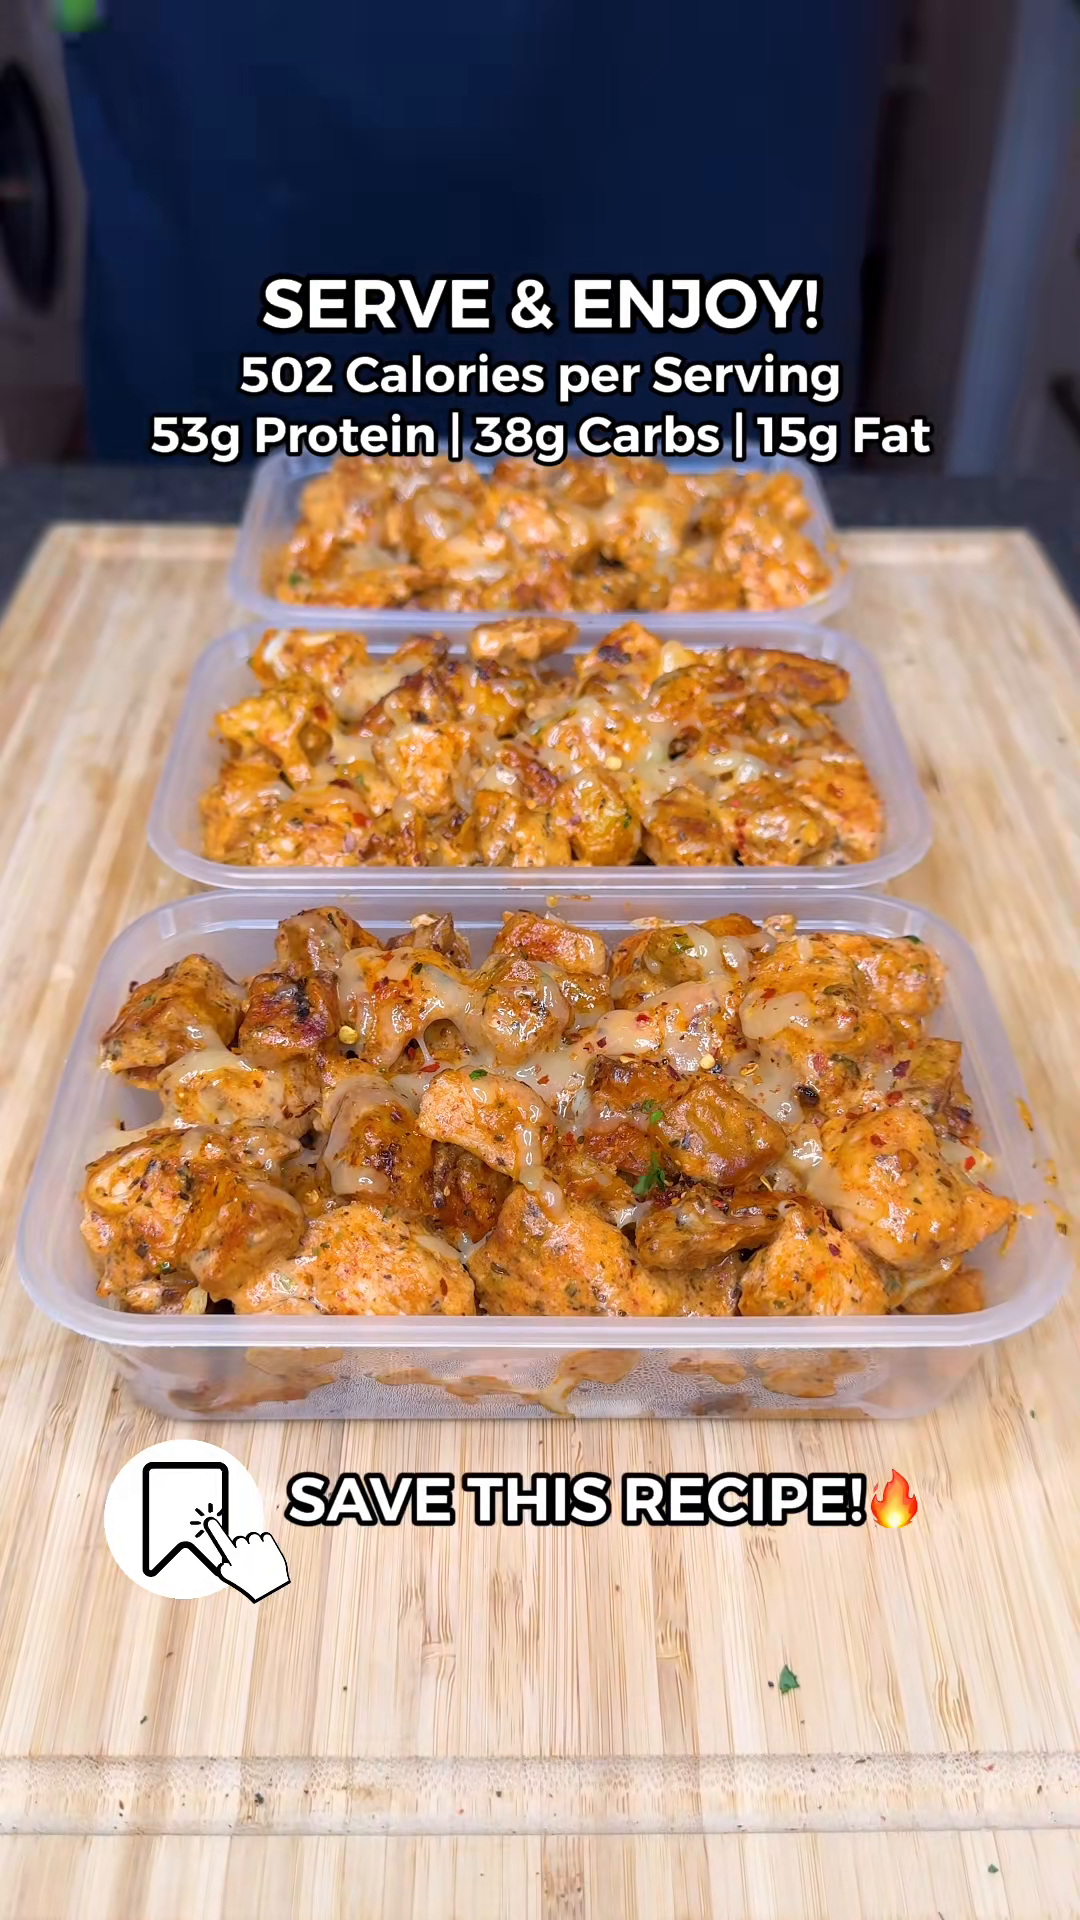 SERVE & ENJOY!
502 Calories per Serving
53g Protein | 38g Carbs | 15g Fat
SAVE THIS RECIPE!🔥